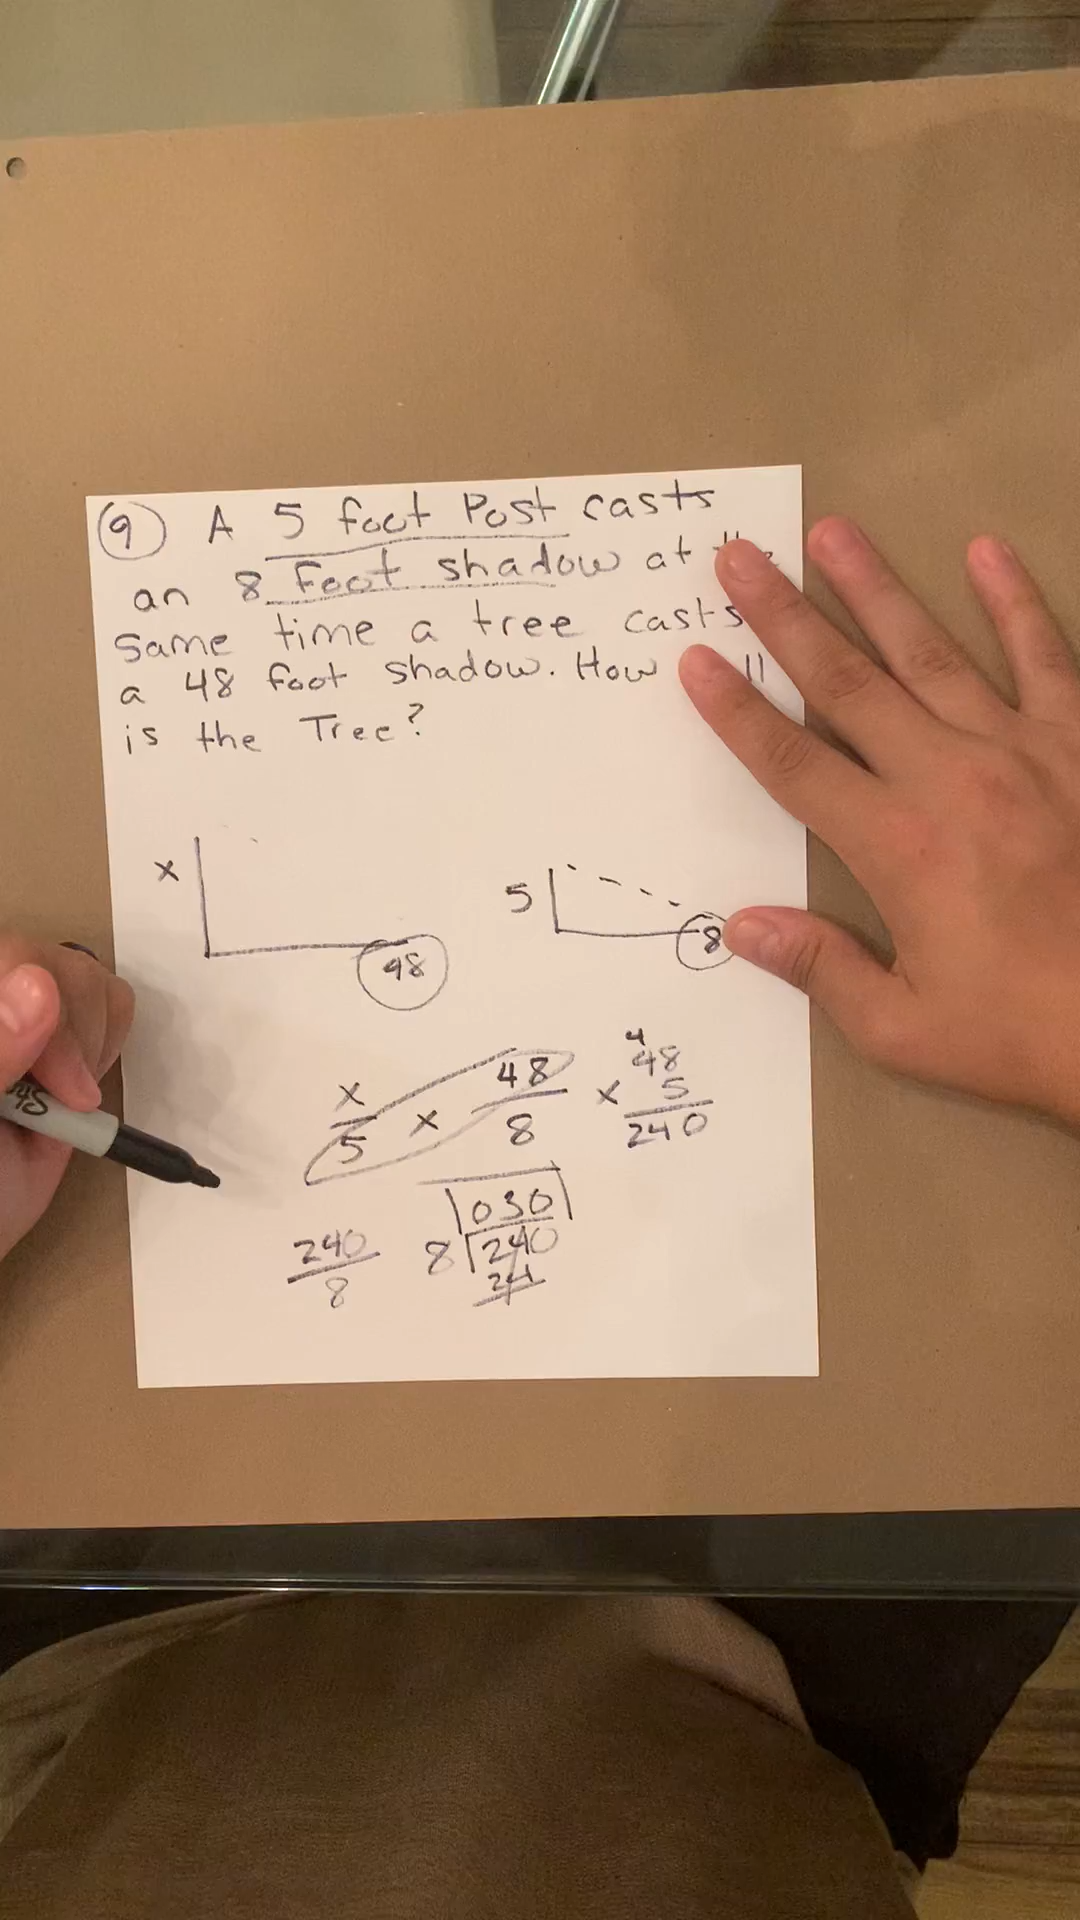 9 A 5 foot Post casts
an 8 Foot shadow at
same time a tree casts
a 48 foot shadow. How
is the Tree?
x
48
5
8
x/5 x 48/8
4
48
x 5
240
240/8
030
8 240
24